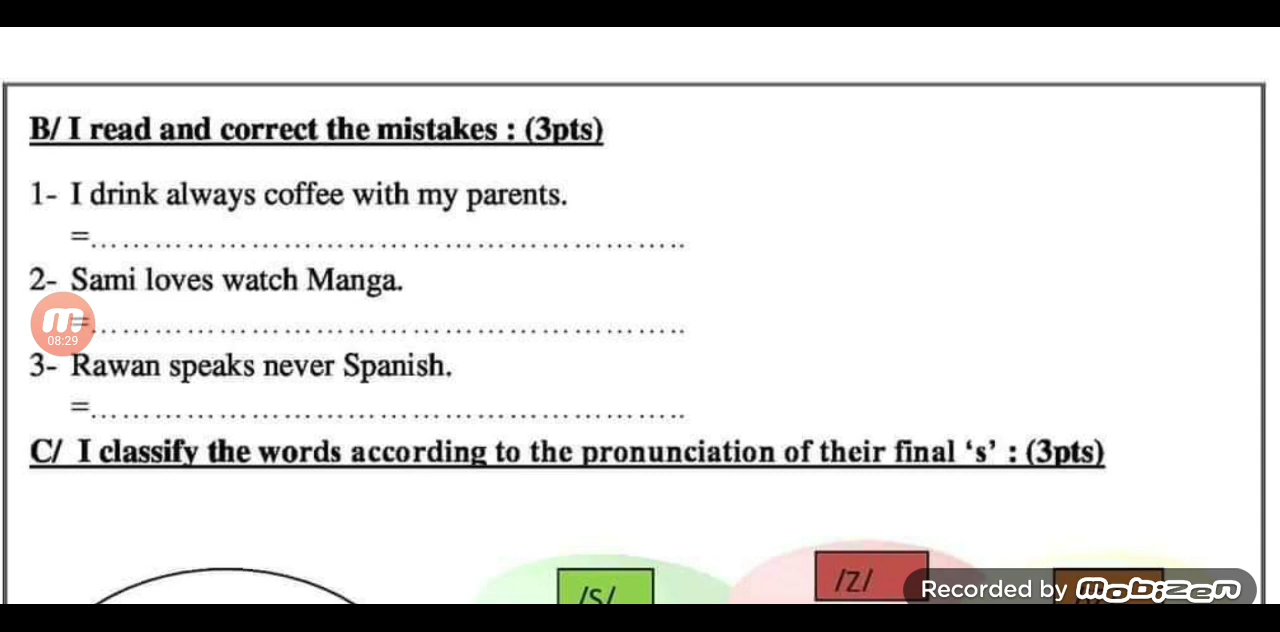 B/ I read and correct the mistakes : (3pts)
1- I drink always coffee with my parents.
=……………………………………………………
2- Sami loves watch Manga.
=……………………………………………………
08:29
3- Rawan speaks never Spanish.
=……………………………………………………
C/ I classify the words according to the pronunciation of their final ‘s’ : (3pts)
/s/
/z/
Recorded by mobizen